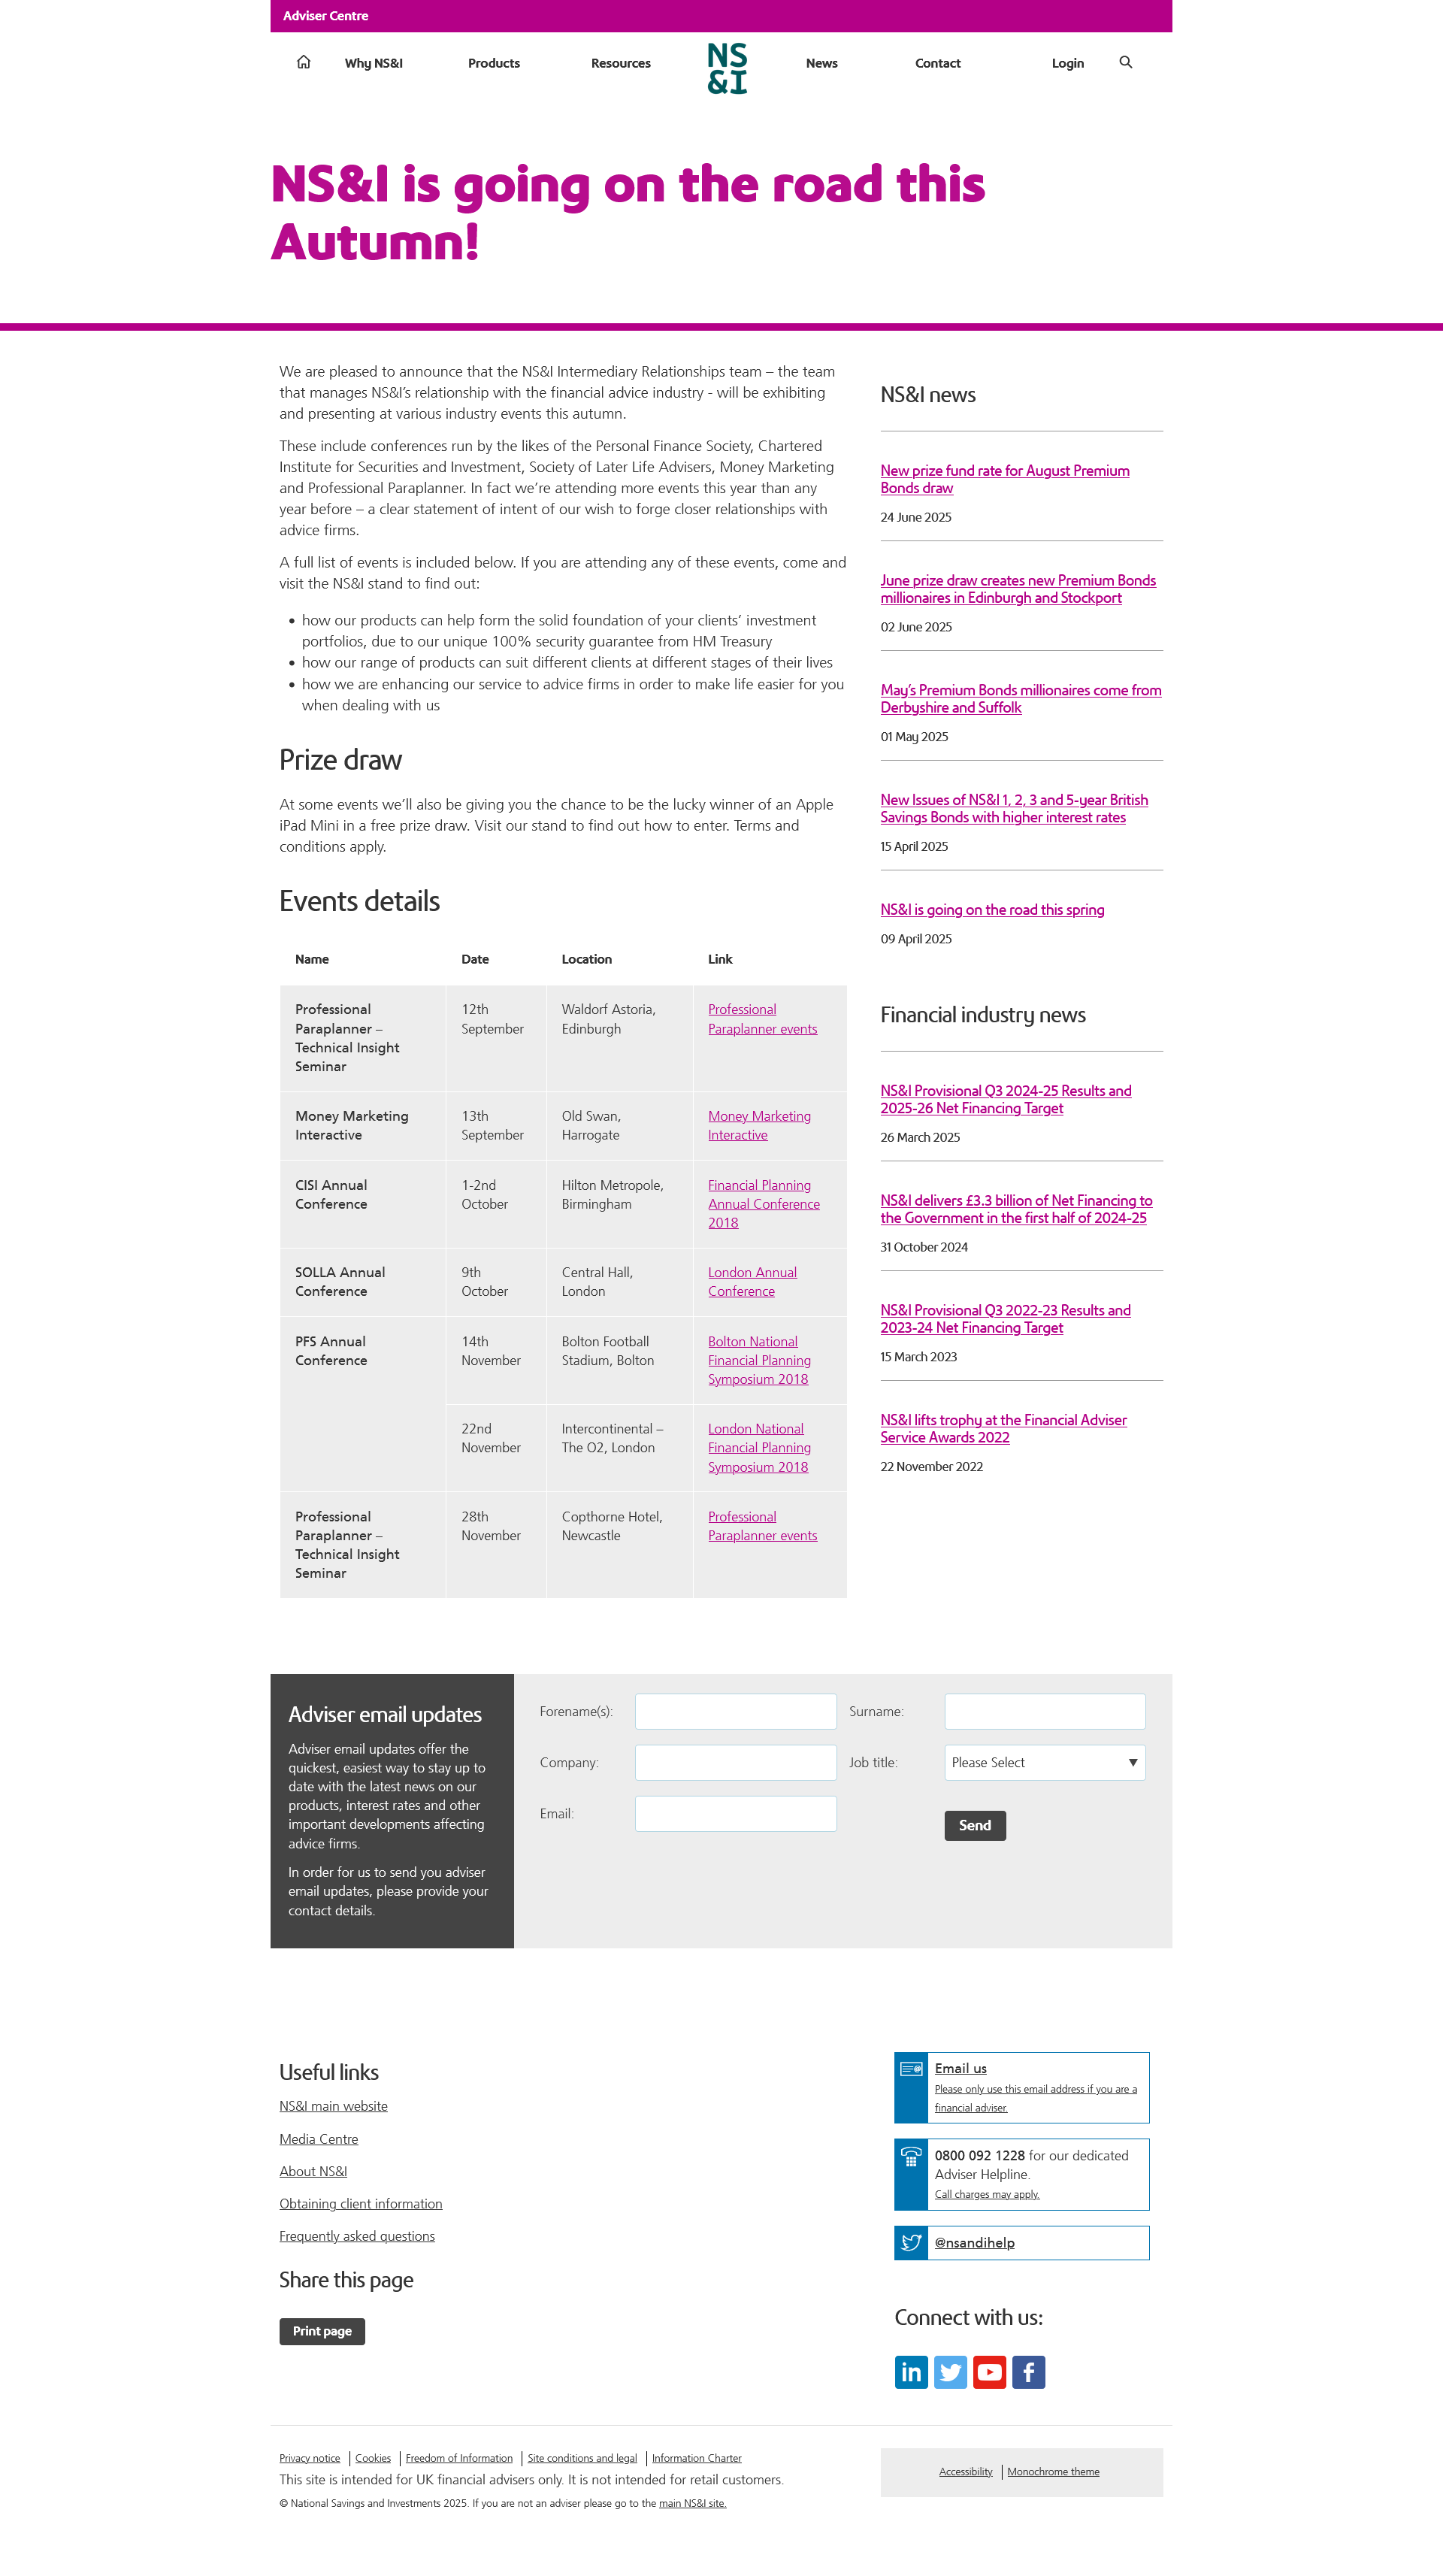 Adviser Centre
Why NS&I
Products
Resources
NS
&I
News
Contact
Login
NS&I is going on the road this
Autumn!
We are pleased to announce that the NS&I Intermediary Relationships team – the team
that manages NS&I's relationship with the financial advice industry - will be exhibiting
and presenting at various industry events this autumn.
These include conferences run by the likes of the Personal Finance Society, Chartered
Institute for Securities and Investment, Society of Later Life Advisers, Money Marketing
and Professional Paraplanner. In fact we're attending more events this year than any
year before – a clear statement of intent of our wish to forge closer relationships with
advice firms.
A full list of events is included below. If you are attending any of these events, come and
visit the NS&I stand to find out:
• how our products can help form the solid foundation of your clients' investment
portfolios, due to our unique 100% security guarantee from HM Treasury
• how our range of products can suit different clients at different stages of their lives
• how we are enhancing our service to advice firms in order to make life easier for you
when dealing with us
Prize draw
At some events we'll also be giving you the chance to be the lucky winner of an Apple
iPad Mini in a free prize draw. Visit our stand to find out how to enter. Terms and
conditions apply.
Events details
Name
Date
Location
Link
Professional
Paraplanner –
Technical Insight
Seminar
12th
September
Waldorf Astoria,
Edinburgh
Professional
Paraplanner events
Money Marketing
Interactive
13th
September
Old Swan,
Harrogate
Money Marketing
Interactive
CISI Annual
Conference
1-2nd
October
Hilton Metropole,
Birmingham
Financial Planning
Annual Conference
2018
SOLLA Annual
Conference
9th
October
Central Hall,
London
London Annual
Conference
PFS Annual
Conference
14th
November
Bolton Football
Stadium, Bolton
Bolton National
Financial Planning
Symposium 2018
22nd
November
Intercontinental –
The O2, London
London National
Financial Planning
Symposium 2018
Professional
Paraplanner –
Technical Insight
Seminar
28th
November
Copthorne Hotel,
Newcastle
Professional
Paraplanner events
NS&I news
New prize fund rate for August Premium
Bonds draw
24 June 2025
June prize draw creates new Premium Bonds
millionaires in Edinburgh and Stockport
02 June 2025
May's Premium Bonds millionaires come from
Derbyshire and Suffolk
01 May 2025
New Issues of NS&I 1, 2, 3 and 5-year British
Savings Bonds with higher interest rates
15 April 2025
NS&I is going on the road this spring
09 April 2025
Financial industry news
NS&I Provisional Q3 2024-25 Results and
2025-26 Net Financing Target
26 March 2025
NS&I delivers £3.3 billion of Net Financing to
the Government in the first half of 2024-25
31 October 2024
NS&I Provisional Q3 2022-23 Results and
2023-24 Net Financing Target
15 March 2023
NS&I lifts trophy at the Financial Adviser
Service Awards 2022
22 November 2022
Adviser email updates
Adviser email updates offer the
quickest, easiest way to stay up to
date with the latest news on our
products, interest rates and other
important developments affecting
advice firms.
In order for us to send you adviser
email updates, please provide your
contact details.
Forename(s):
Surname:
Company:
Job title:
Please Select
Email:
Send
Useful links
NS&I main website
Media Centre
About NS&I
Obtaining client information
Frequently asked questions
Share this page
Print page
Email us
Please only use this email address if you are a
financial adviser.
0800 092 1228 for our dedicated
Adviser Helpline.
Call charges may apply.
@nsandihelp
Connect with us:
Privacy notice
Cookies
Freedom of Information
Site conditions and legal
Information Charter
This site is intended for UK financial advisers only. It is not intended for retail customers.
© National Savings and Investments 2025. If you are not an adviser please go to the main NS&I site.
Accessibility
Monochrome theme